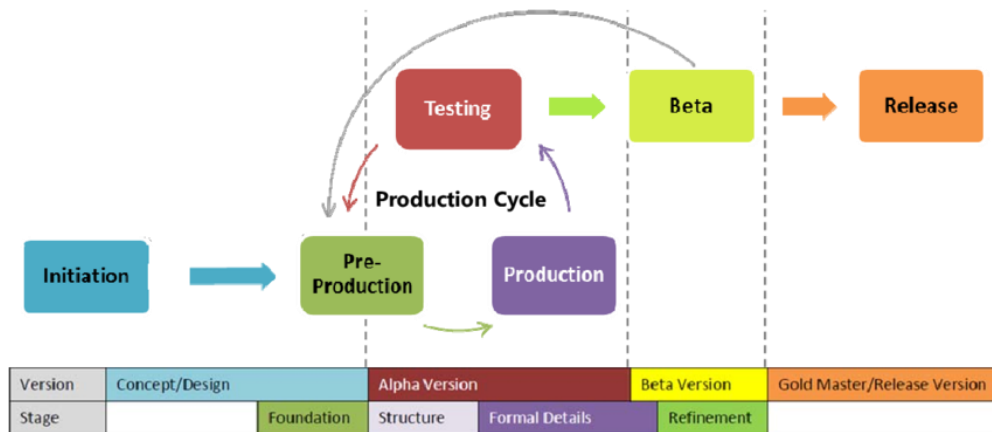 Testing
Beta
Release
Production Cycle
Initiation
Pre-
Production
Production
Version
Concept/Design
Alpha Version
Beta Version
Gold Master/Release Version
Stage
Foundation
Structure
Formal Details
Refinement